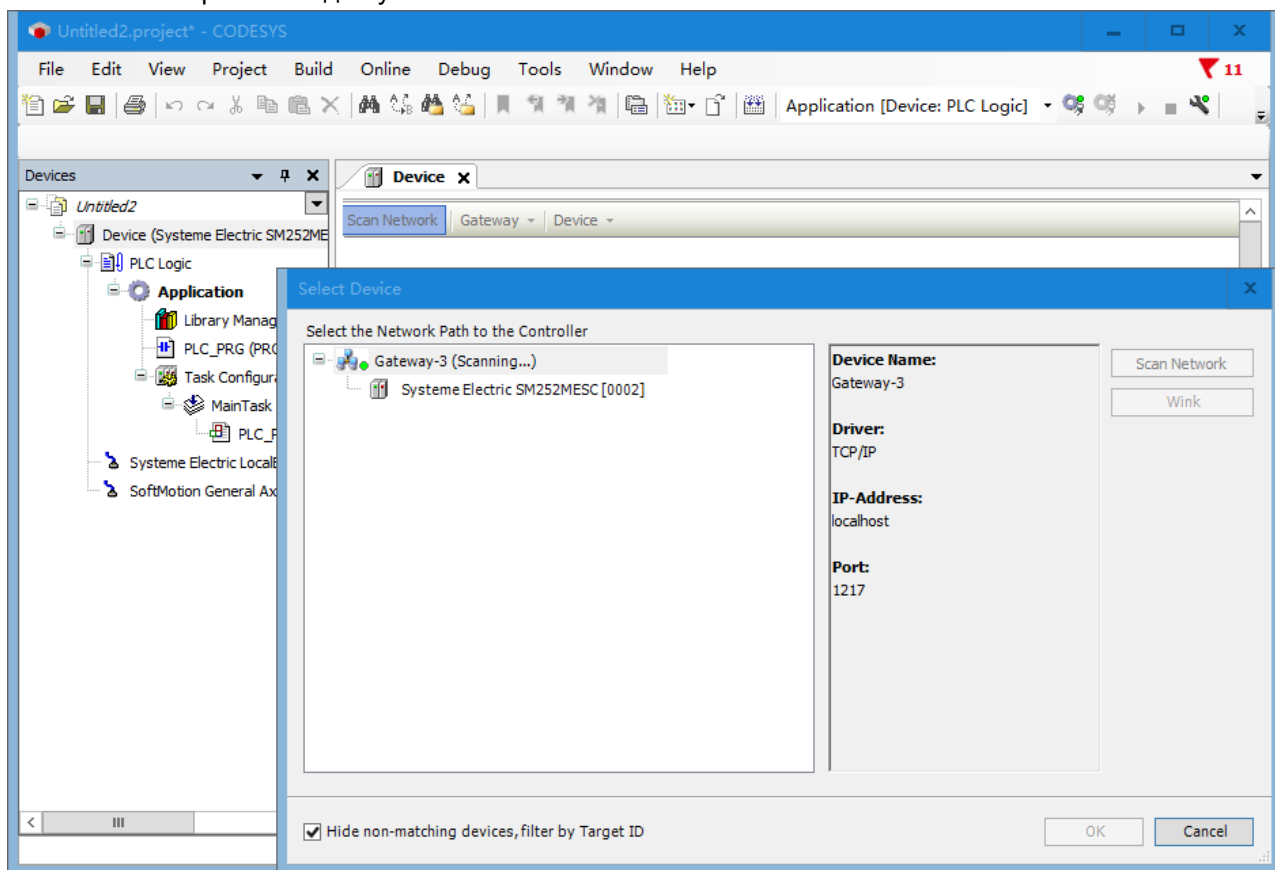 Untitled2.project* - CODESYS
File Edit View Project Build Online Debug Tools Window Help 11
Application [Device: PLC Logic]
Devices
Device
Untitled2
Device (Systeme Electric SM252ME
PLC Logic
Application
Library Manag
PLC_PRG (PRG
Task Configura
MainTask
PLC_P
Systeme Electric LocalB
SoftMotion General Ax
Scan Network Gateway Device
Select Device
Select the Network Path to the Controller
Gateway-3 (Scanning...)
Systeme Electric SM252MESC [0002]
Device Name:
Gateway-3
Driver:
TCP/IP
IP-Address:
localhost
Port:
1217
Scan Network
Wink
Hide non-matching devices, filter by Target ID
OK Cancel